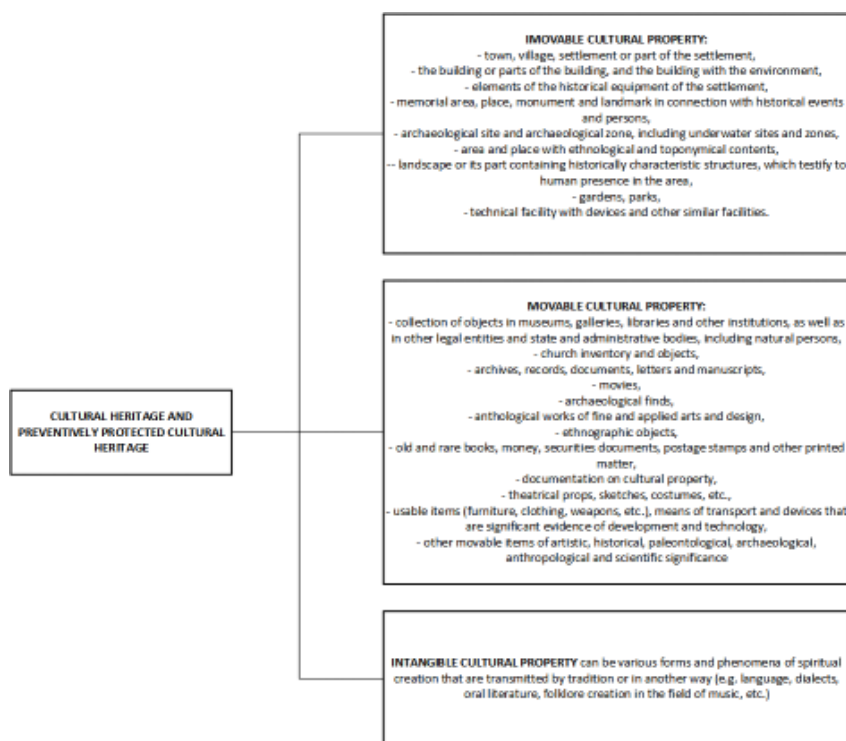 IMOVABLE CULTURAL PROPERTY:
- town, village, settlement or part of the settlement,
- the building or parts of the building, and the building with the environment,
- elements of the historical equipment of the settlement,
- memorial area, place, monument and landmark in connection with historical events
and persons,
- archaeological site and archaeological zone, including underwater sites and zones,
- area and place with ethnological and toponymical contents,
-- landscape or its part containing historically characteristic structures, which testify to
human presence in the area,
- gardens, parks,
- technical facility with devices and other similar facilities.
MOVABLE CULTURAL PROPERTY:
- collection of objects in museums, galleries, libraries and other institutions, as well as
in other legal entities and state and administrative bodies, including natural persons,
- church inventory and objects,
- archives, records, documents, letters and manuscripts,
- movies,
- archaeological finds,
- anthological works of fine and applied arts and design,
- ethnographic objects,
- old and rare books, money, securities documents, postage stamps and other printed
matter,
- documentation on cultural property,
- theatrical props, sketches, costumes, etc.,
- usable items (furniture, clothing, weapons, etc.), means of transport and devices that
are significant evidence of development and technology,
- other movable items of artistic, historical, paleontological, archaeological,
anthropological and scientific significance
CULTURAL HERITAGE AND
PREVENTIVELY PROTECTED CULTURAL
HERITAGE
INTANGIBLE CULTURAL PROPERTY can be various forms and phenomena of spiritual
creation that are transmitted by tradition or in another way (e.g. language, dialects,
oral literature, folklore creation in the field of music, etc.)